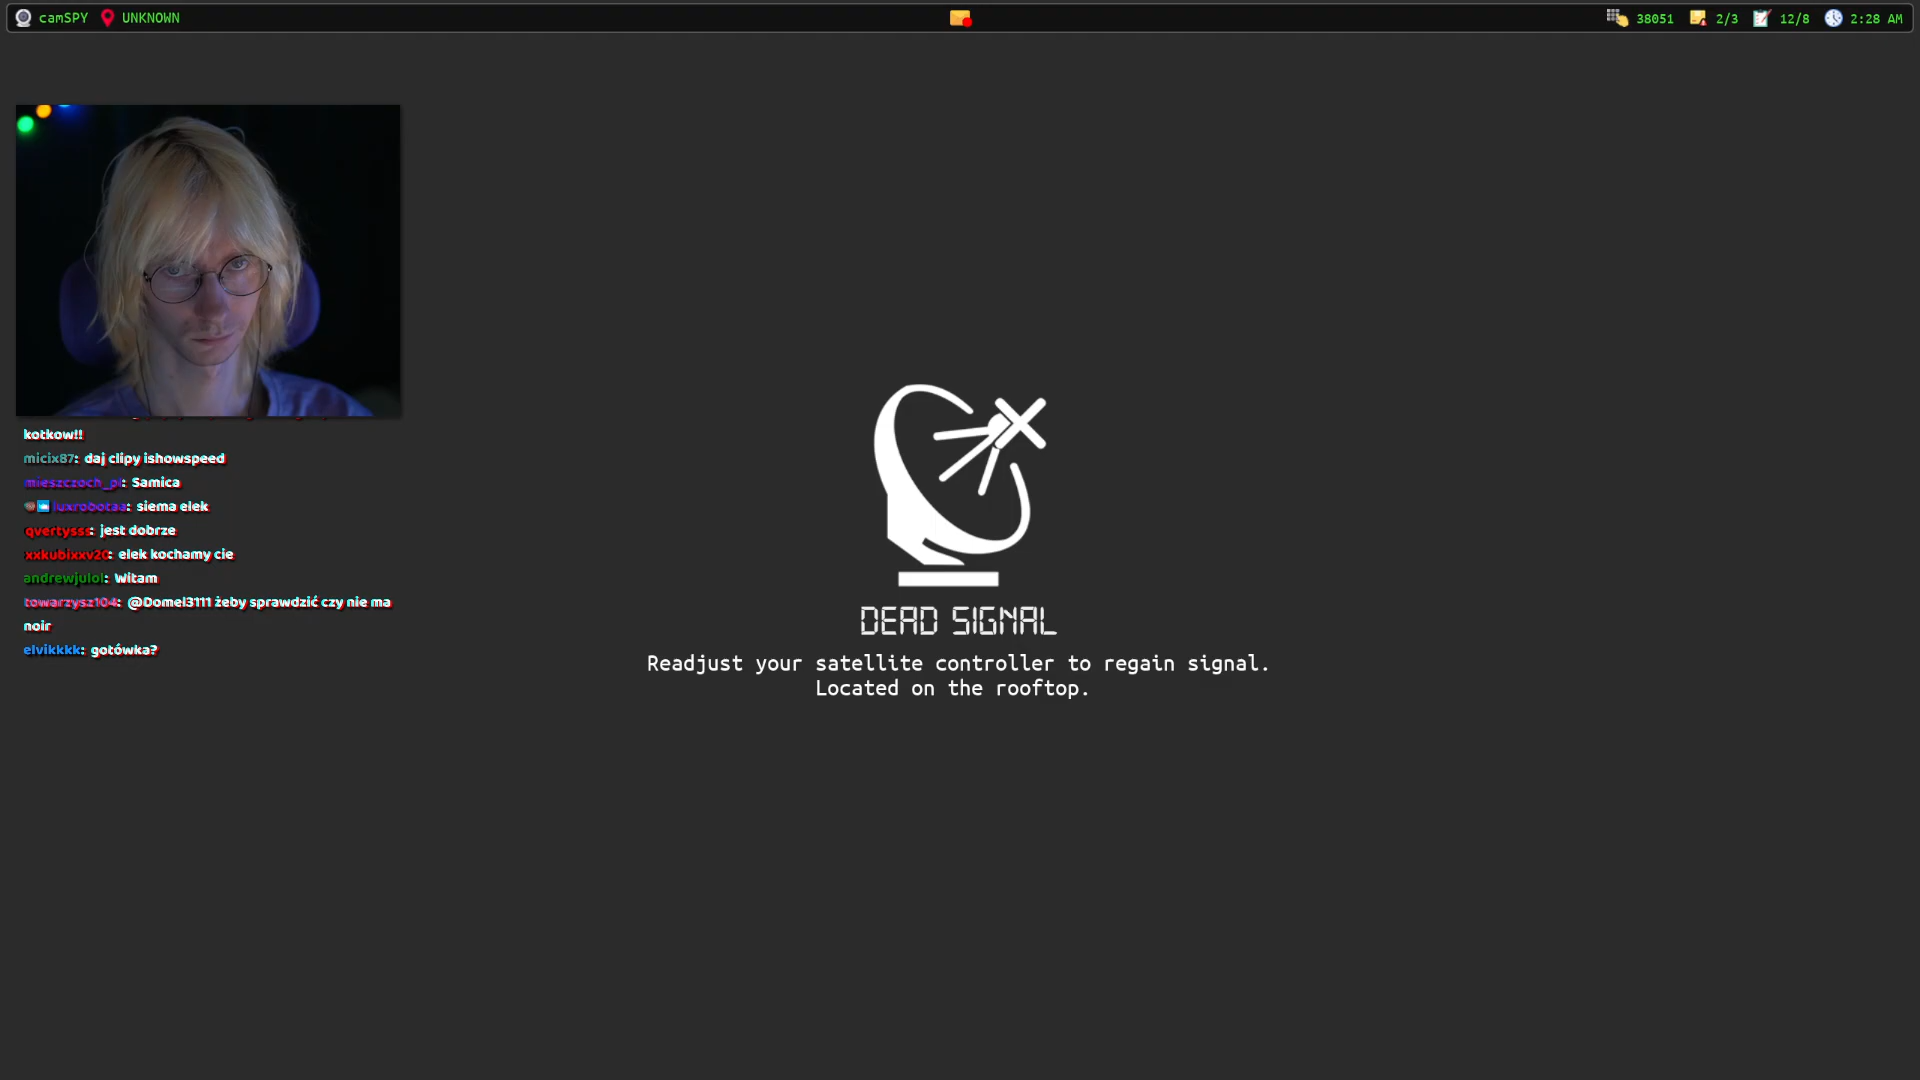 camSPY UNKNOWN 38051 2/3 12/8 2:28 AM
kotkow!!
micix87: daj clipy ishowspeed
mieszczoch_pl: Samica
luxrobotaa: siema elek
qvertysss: jest dobrze
xxkubixxv20: elek kochamy cie
andrewjulol: Witam
towarzysz104: @Domel3111 żeby sprawdzić czy nie ma
noir
elvikkkk: gotówka?
DEAD SIGNAL
Readjust your satellite controller to regain signal.
Located on the rooftop.